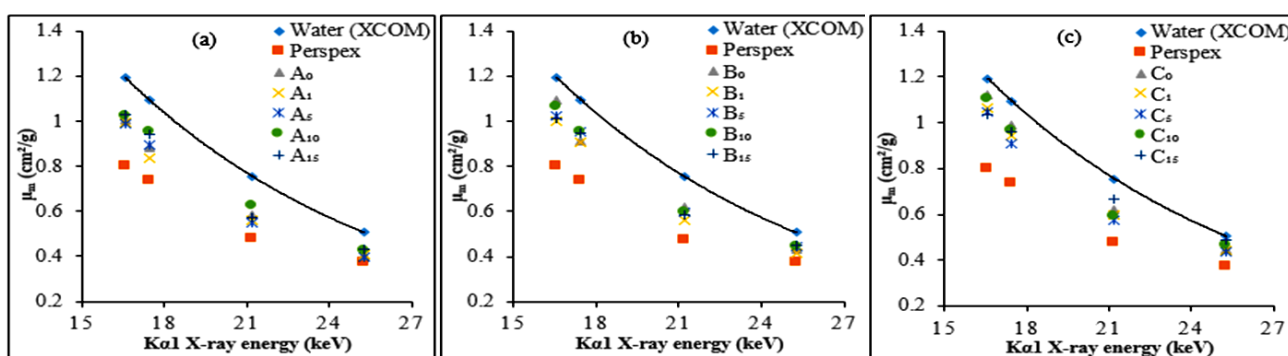 (a)
Water (XCOM)
Perspex
A₀
A₁
A₅
A₁₀
A₁₅
μm (cm²/g)
1.4
1.2
1
0.8
0.6
0.4
0.2
15 18 21 24 27
Kα1 X-ray energy (keV)
(b)
Water (XCOM)
Perspex
B₀
B₁
B₅
B₁₀
B₁₅
μm (cm²/g)
1.4
1.2
1
0.8
0.6
0.4
0.2
15 18 21 24 27
Kα1 X-ray energy (keV)
(c)
Water (XCOM)
Perspex
C₀
C₁
C₅
C₁₀
C₁₅
μm (cm²/g)
1.4
1.2
1
0.8
0.6
0.4
0.2
15 18 21 24 27
Kα1 X-ray energy (keV)